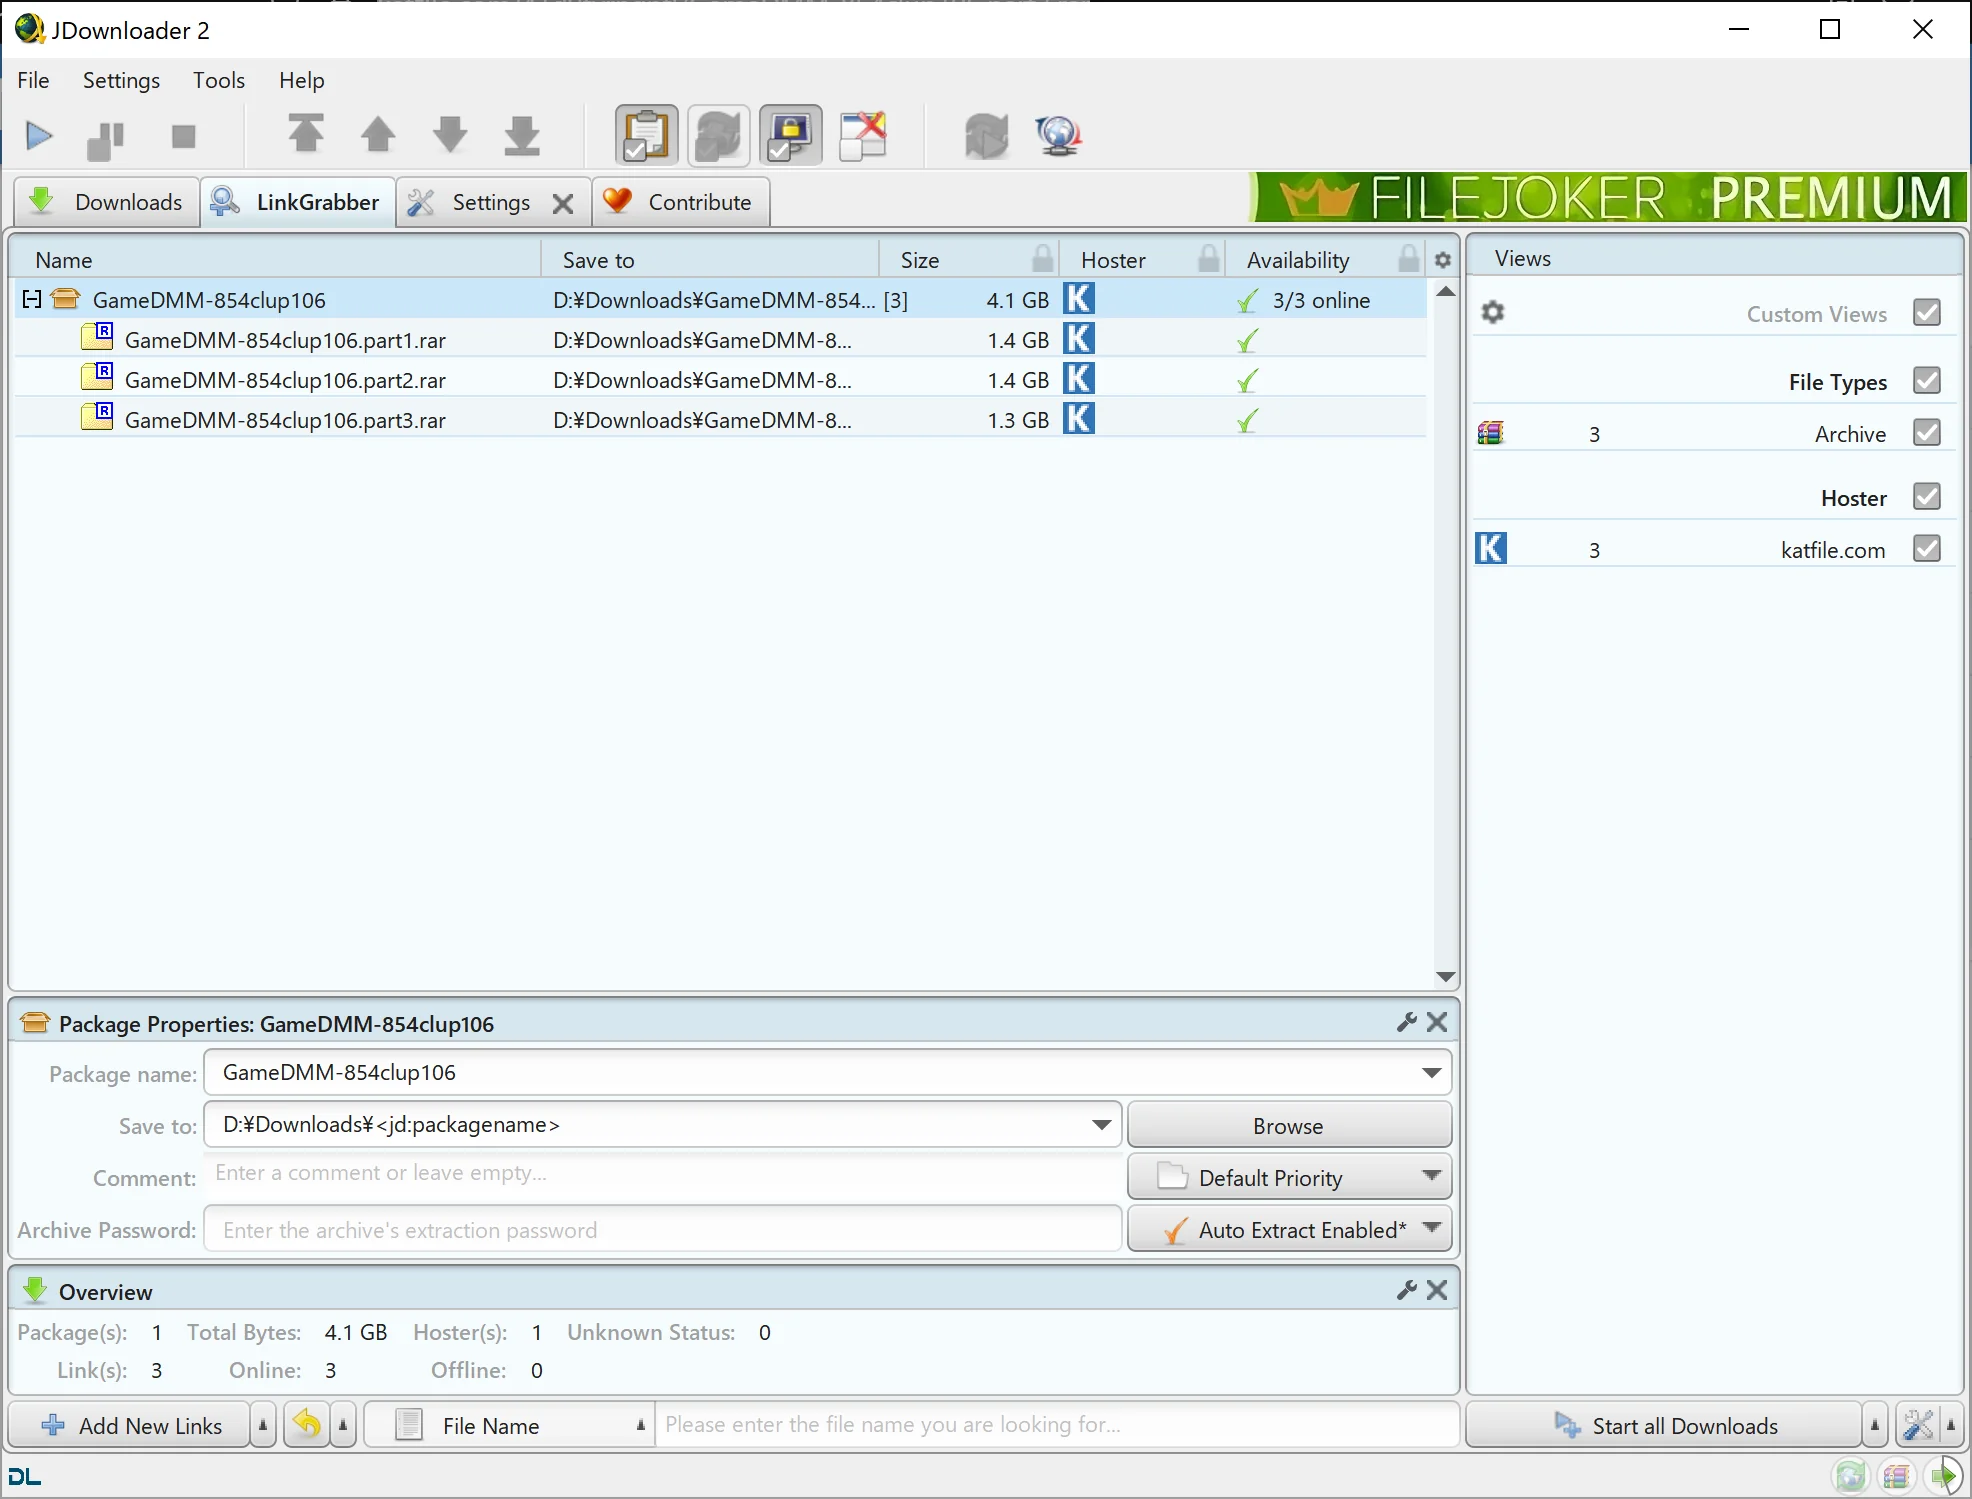 JDownloader 2
File Settings Tools Help
Downloads LinkGrabber Settings Contribute
FILEJOKER PREMIUM
Name Save to Size Hoster Availability
GameDMM-854clup106 D:¥Downloads¥GameDMM-854... [3] 4.1 GB K 3/3 online
R GameDMM-854clup106.part1.rar D:¥Downloads¥GameDMM-8... 1.4 GB K
R GameDMM-854clup106.part2.rar D:¥Downloads¥GameDMM-8... 1.4 GB K
R GameDMM-854clup106.part3.rar D:¥Downloads¥GameDMM-8... 1.3 GB K
Views
Custom Views
File Types
3 Archive
Hoster
K 3 katfile.com
Package Properties: GameDMM-854clup106
Package name: GameDMM-854clup106
Save to: D:¥Downloads¥<jd:packagename> Browse
Comment: Enter a comment or leave empty... Default Priority
Archive Password: Enter the archive's extraction password Auto Extract Enabled*
Overview
Package(s): 1 Total Bytes: 4.1 GB Hoster(s): 1 Unknown Status: 0
Link(s): 3 Online: 3 Offline: 0
Add New Links File Name Please enter the file name you are looking for... Start all Downloads
DL